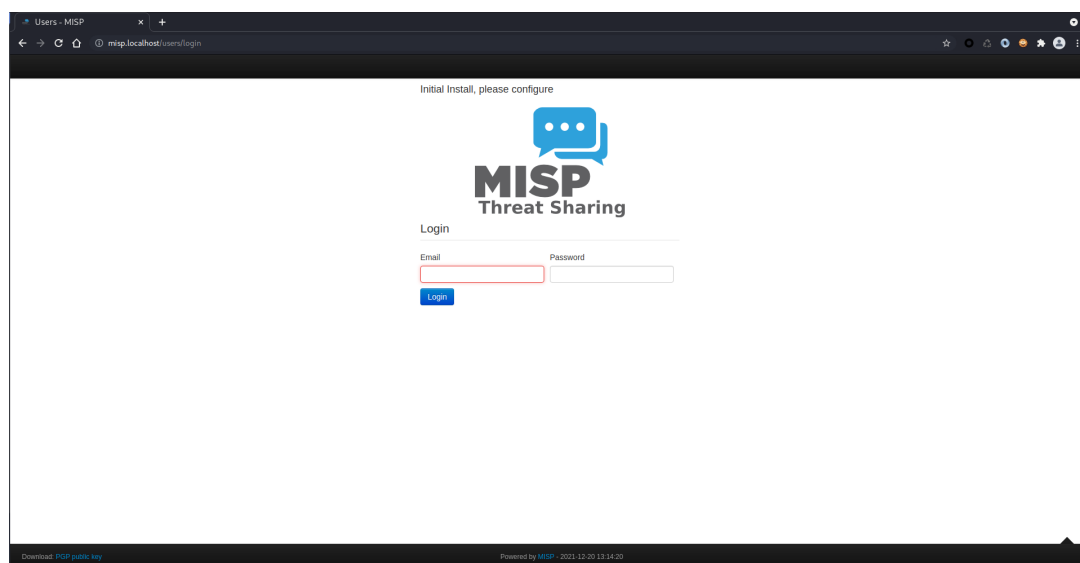 Users - MISP
misp.localhost/users/login
Initial Install, please configure
MISP
Threat Sharing
Login
Email Password
Login
Download: PGP public key Powered by MISP - 2021-12-20 13:14:20